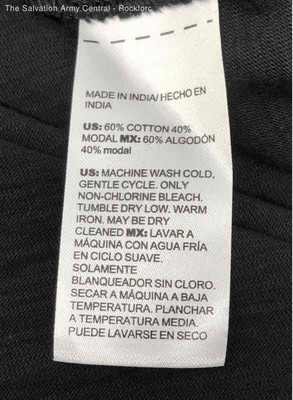 The Salvation Army Central - Rockforc
MADE IN INDIA/ HECHO EN
INDIA
US: 60% COTTON 40%
MODAL MX: 60% ALGODÓN
40% modal
US: MACHINE WASH COLD,
GENTLE CYCLE. ONLY
NON-CHLORINE BLEACH.
TUMBLE DRY LOW. WARM
IRON. MAY BE DRY
CLEANED MX: LAVAR A
MÁQUINA CON AGUA FRÍA
EN CICLO SUAVE.
SOLAMENTE
BLANQUEADOR SIN CLORO.
SECAR A MÁQUINA A BAJA
TEMPERATURA. PLANCHAR
A TEMPERATURA MEDIA.
PUEDE LAVARSE EN SECO